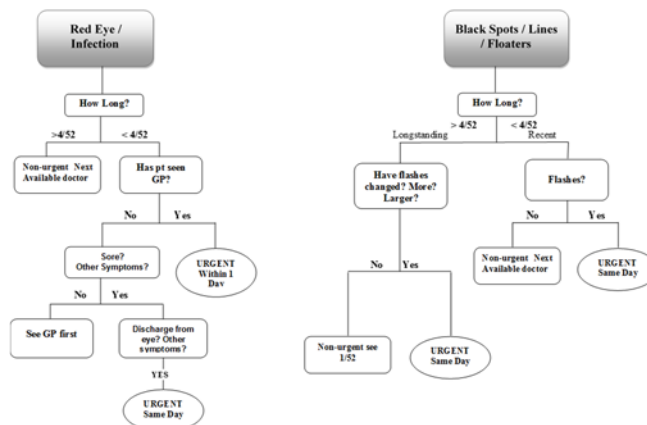 Red Eye /
Infection
How Long?
>4/52
< 4/52
Non-urgent Next
Available doctor
Has pt seen
GP?
No
Yes
Sore?
Other Symptoms?
URGENT
Within 1
Day
No
Yes
See GP first
Discharge from
eye? Other
symptoms?
YES
URGENT
Same Day
Black Spots / Lines
/ Floaters
How Long?
> 4/52
< 4/52
Longstanding
Recent
Have flashes
changed? More?
Larger?
Flashes?
No
Yes
Non-urgent Next
Available doctor
URGENT
Same Day
No
Yes
Non-urgent see
1/52
URGENT
Same Day